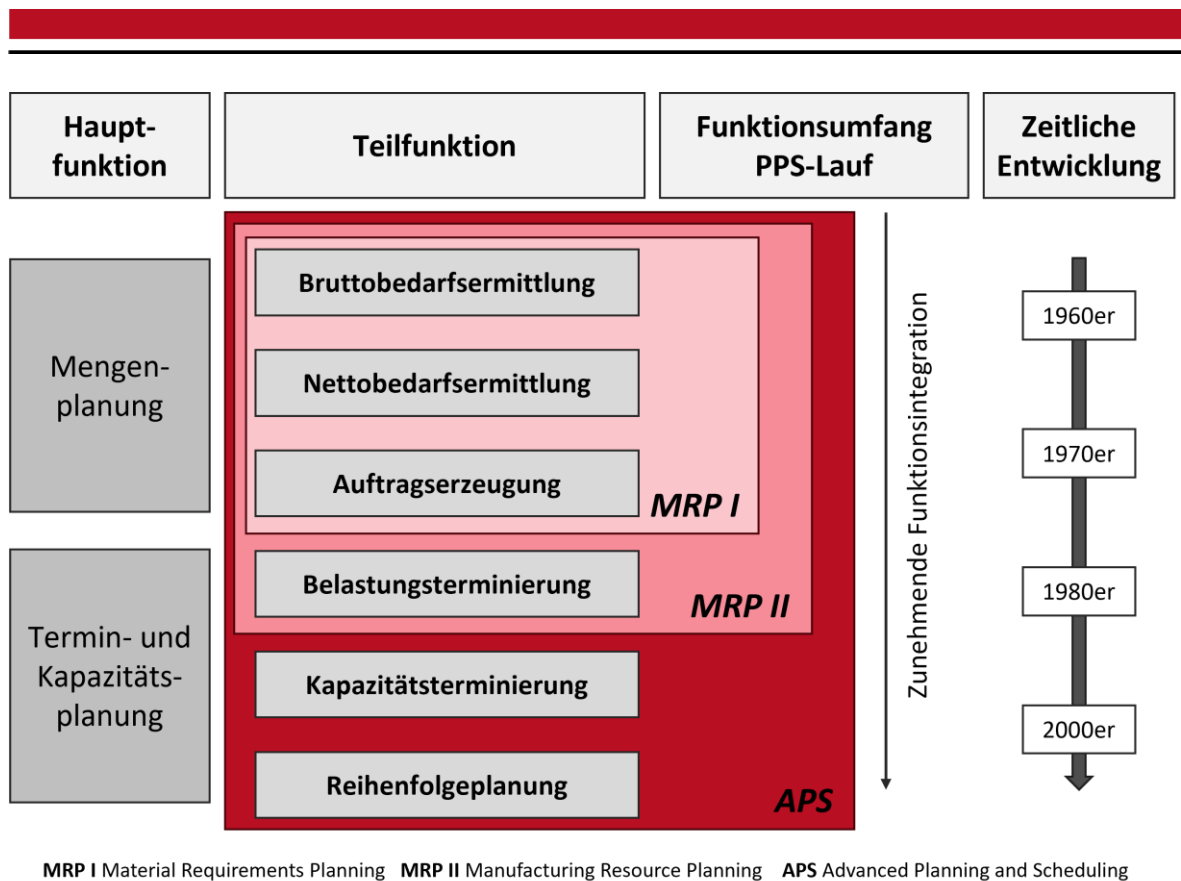 Haupt-
funktion
Teilfunktion
Funktionsumfang
PPS-Lauf
Zeitliche
Entwicklung
Mengen-
planung
Termin- und
Kapazitäts-
planung
Bruttobedarfsermittlung
Nettobedarfsermittlung
Auftragserzeugung
MRP I
Belastungsterminierung
MRP II
Kapazitätsterminierung
Reihenfolgeplanung
APS
Zunehmende Funktionsintegration
1960er
1970er
1980er
2000er
MRP I Material Requirements Planning MRP II Manufacturing Resource Planning APS Advanced Planning and Scheduling